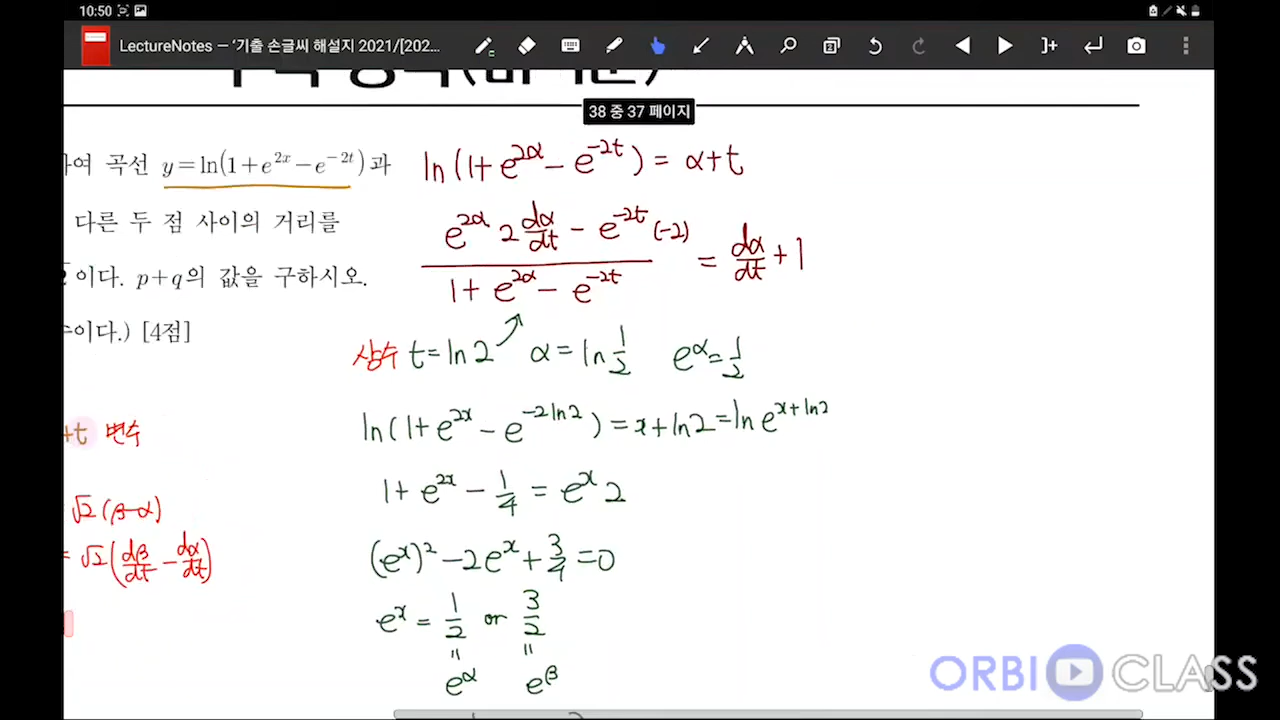 10:50
LectureNotes — '기출 손글씨 해설지 2021/[202...
38 중 37 페이지
하여 곡선 y=ln(1+e^{2x}−e^{−2t})과
다른 두 점 사이의 거리를
이다. p+q의 값을 구하시오.
이다.) [4점]
+t 변수
√2(β−α)
= √2(dβ/dt − dα/dt)
ln(1+e^{2α}−e^{−2t}) = α+t
(e^{2α} 2 dα/dt − e^{−2t}(−2)) / (1+e^{2α}−e^{−2t}) = dα/dt + 1
상수 t=ln2 α=ln 1/2 e^α=1/2
ln(1+e^{2x}−e^{−2ln2}) = x+ln2 = ln e^{x+ln2}
1+e^{2x}−1/4 = e^x 2
(e^x)^2 −2e^x + 3/4 = 0
e^x = 1/2 or 3/2
= =
e^α e^β
ORBI CLASS